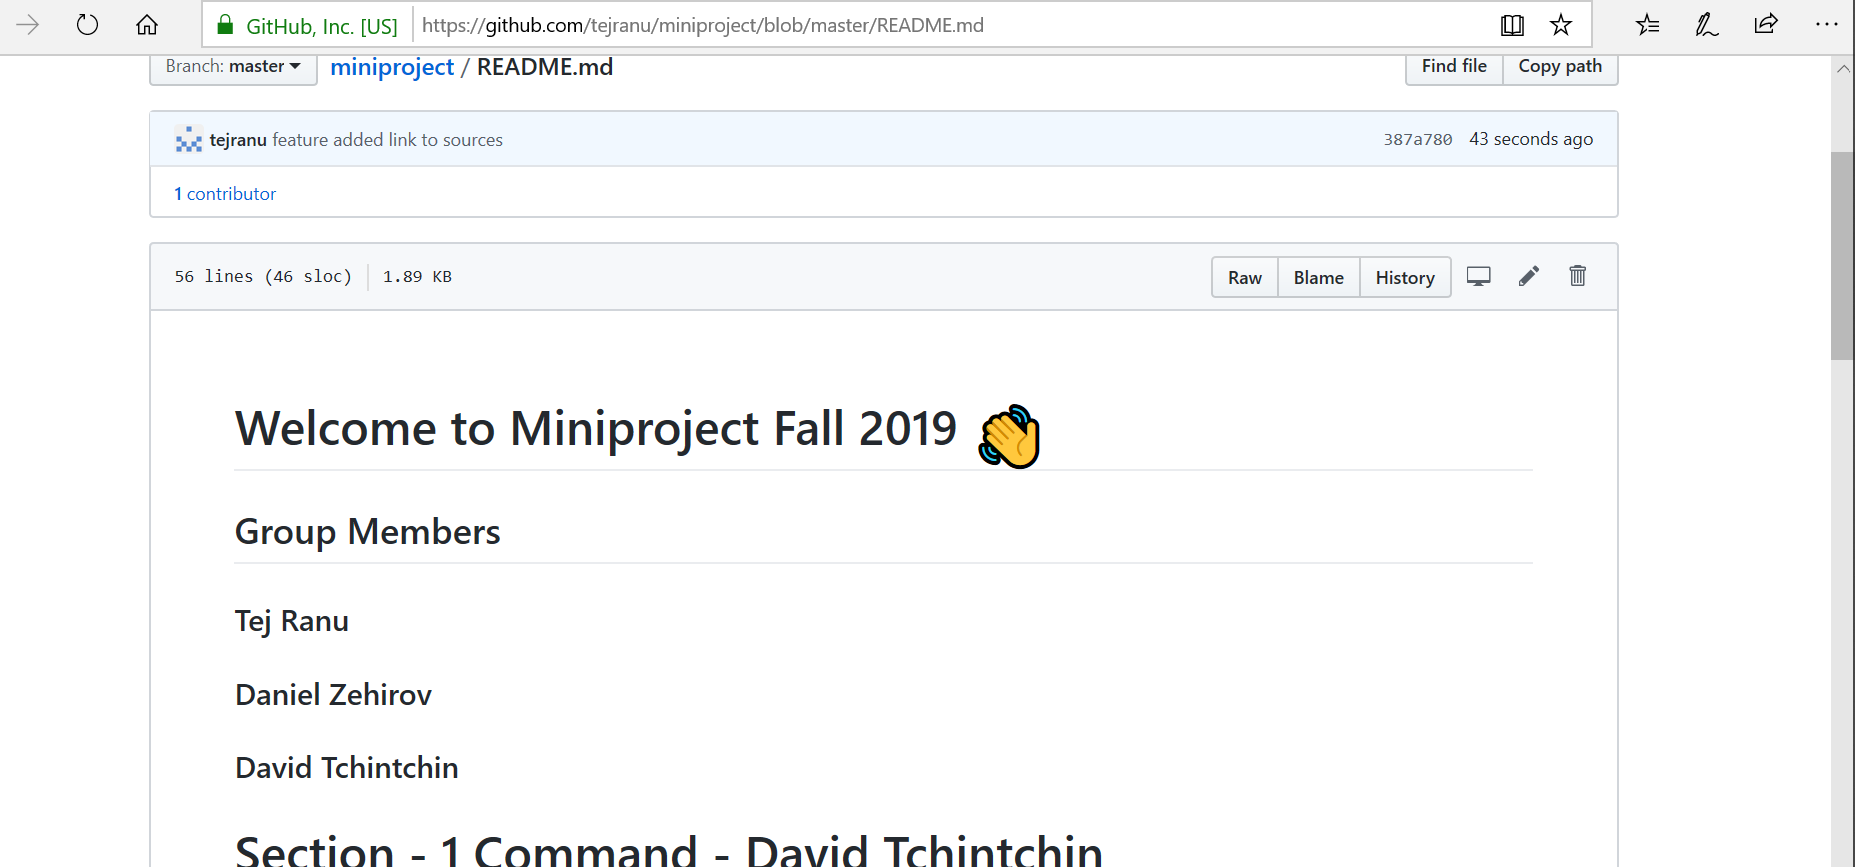 GitHub, Inc. [US] https://github.com/tejranu/miniproject/blob/master/README.md
Branch: master miniproject / README.md Find file Copy path
tejranu feature added link to sources 387a780 43 seconds ago
1 contributor
56 lines (46 sloc) 1.89 KB Raw Blame History
Welcome to Miniproject Fall 2019
Group Members
Tej Ranu
Daniel Zehirov
David Tchintchin
Section - 1 Command - David Tchintchin